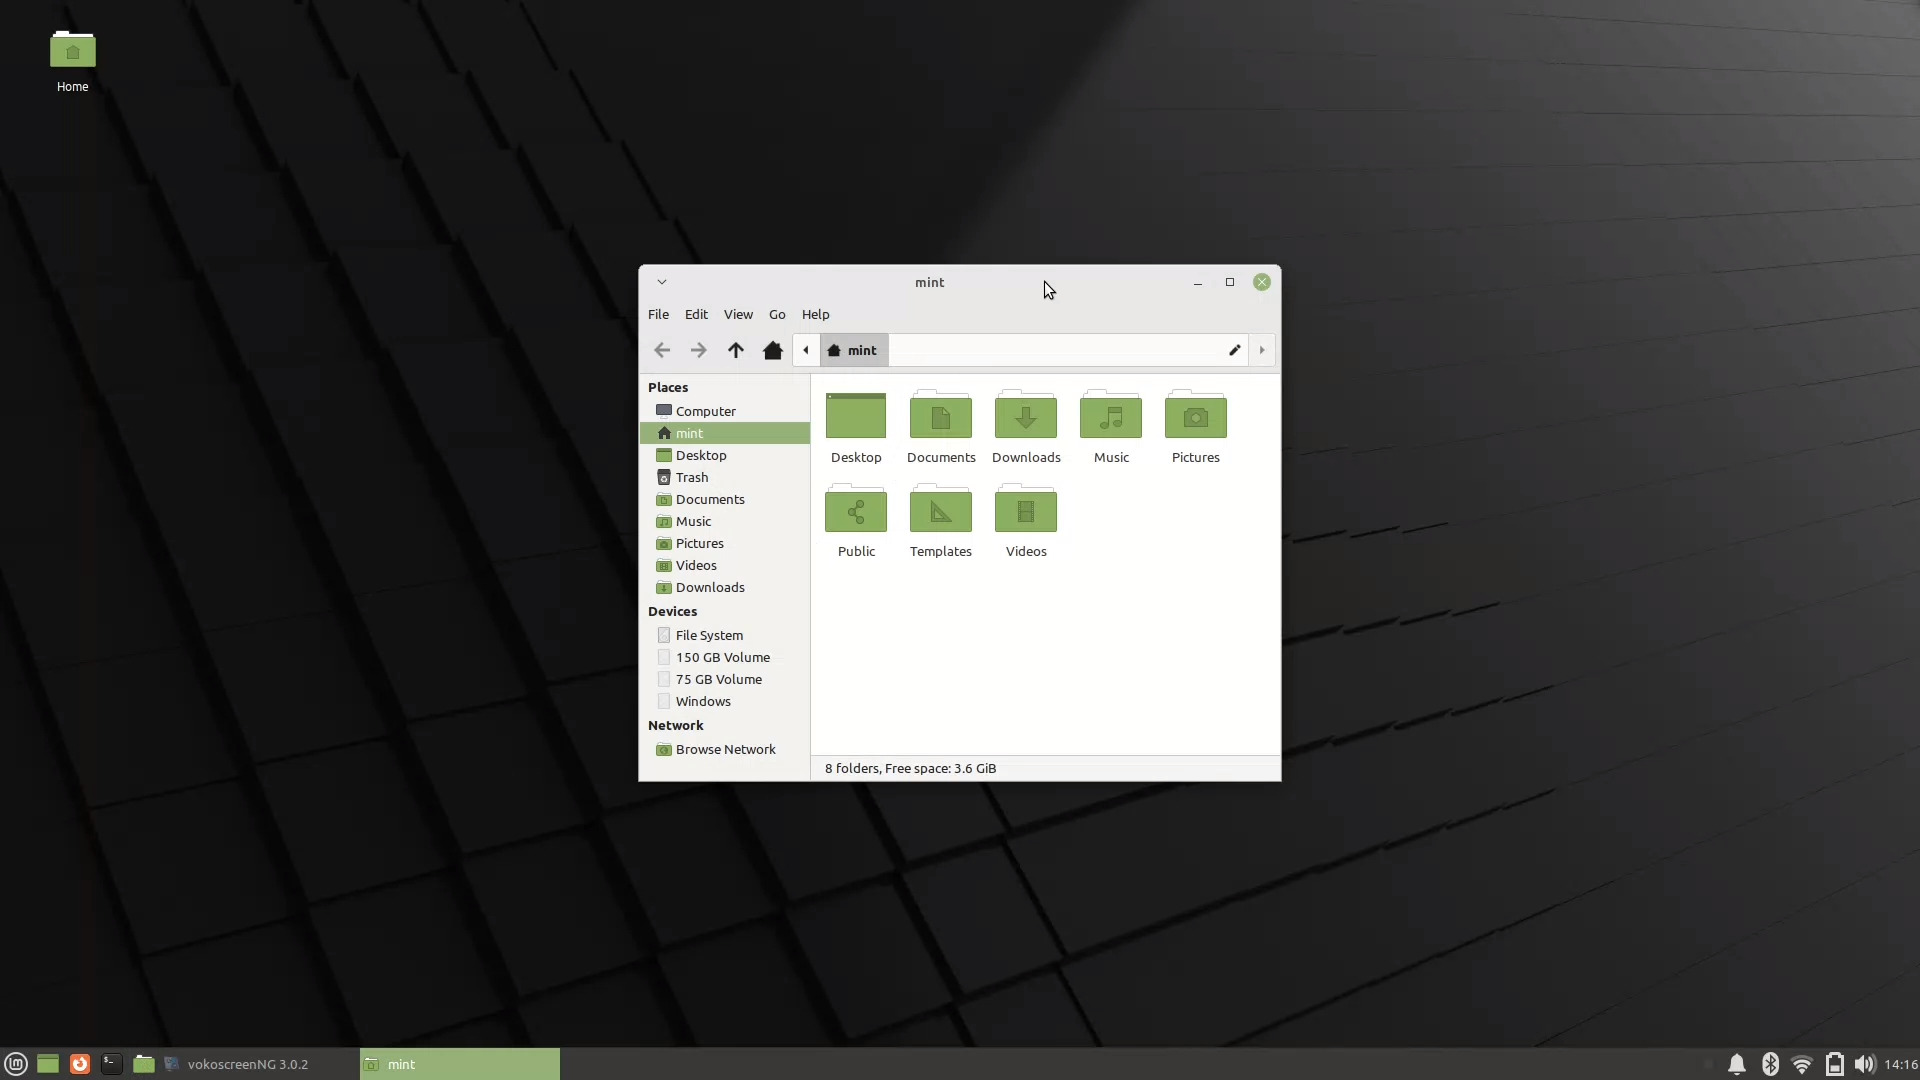 Home
mint
File Edit View Go Help
mint
Places
Computer
mint
Desktop
Trash
Documents
Music
Pictures
Videos
Downloads
Devices
File System
150 GB Volume
75 GB Volume
Windows
Network
Browse Network
Desktop Documents Downloads Music Pictures
Public Templates Videos
8 folders, Free space: 3.6 GiB
vokoscreenNG 3.0.2
mint
14:16